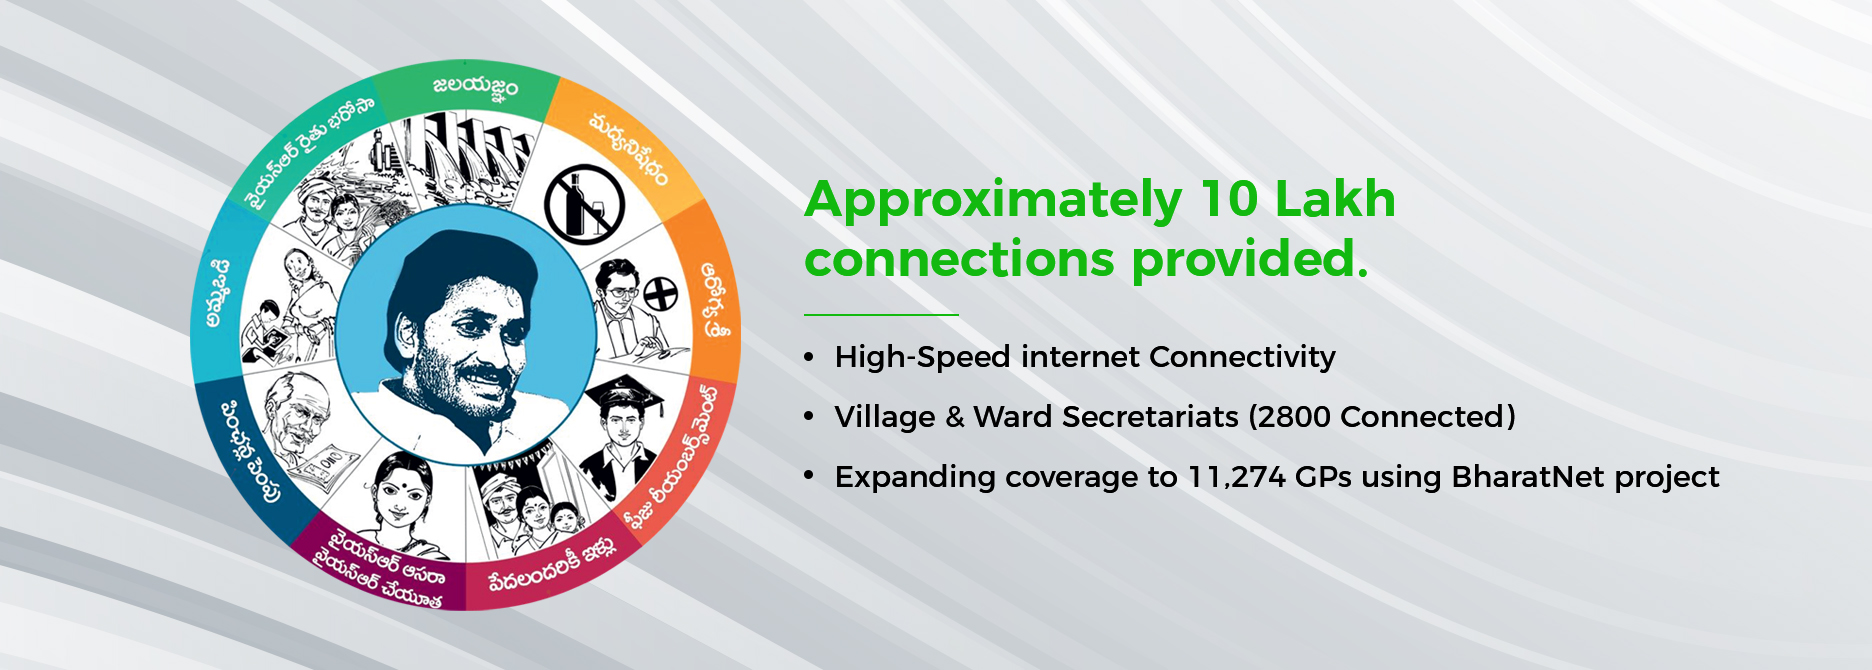 జలయజ్ఞం
మద్యనిషేధం
ఆరోగ్య శ్రీ
ఫీజు రీయంబర్స్‌మెంట్
పేదలందరికీ ఇళ్లు
వైయస్ఆర్ ఆసరా
వైయస్ఆర్ చేయూత
పింఛన్ల పెంపు
అమ్మఒడి
వైయస్ఆర్ రైతు భరోసా
Approximately 10 Lakh
connections provided.
• High-Speed internet Connectivity
• Village & Ward Secretariats (2800 Connected)
• Expanding coverage to 11,274 GPs using BharatNet project